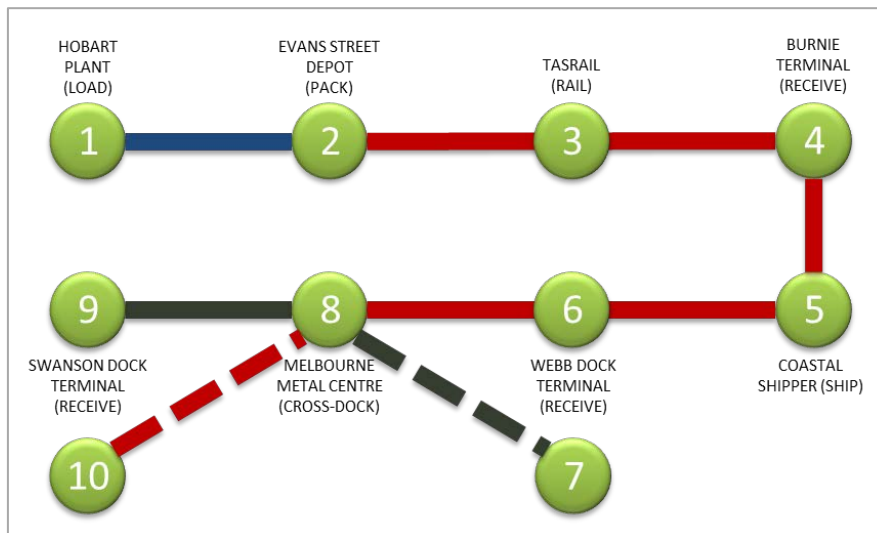 HOBART
PLANT
(LOAD)
EVANS STREET
DEPOT
(PACK)
TASRAIL
(RAIL)
BURNIE
TERMINAL
(RECEIVE)
1
2
3
4
9
8
6
5
SWANSON DOCK
TERMINAL
(RECEIVE)
MELBOURNE
METAL CENTRE
(CROSS-DOCK)
WEBB DOCK
TERMINAL
(RECEIVE)
COASTAL
SHIPPER (SHIP)
10
7